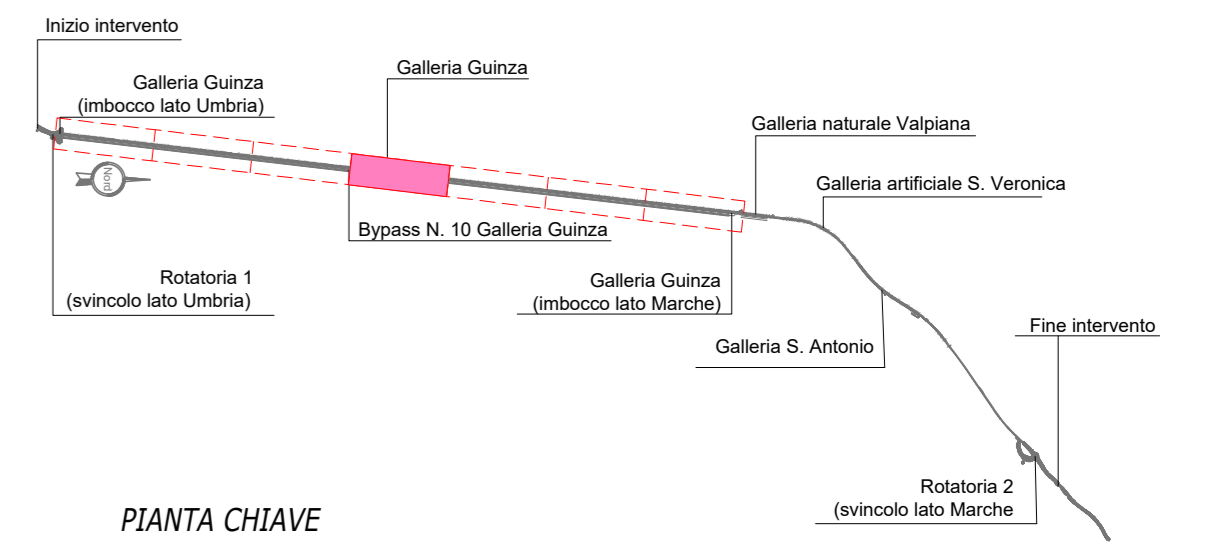 Inizio intervento
Galleria Guinza
(imbocco lato Umbria)
Galleria Guinza
Galleria naturale Valpiana
Galleria artificiale S. Veronica
Nord
Bypass N. 10 Galleria Guinza
Rotatoria 1
(svincolo lato Umbria)
Galleria Guinza
(imbocco lato Marche)
Galleria S. Antonio
Fine intervento
Rotatoria 2
(svincolo lato Marche
PIANTA CHIAVE